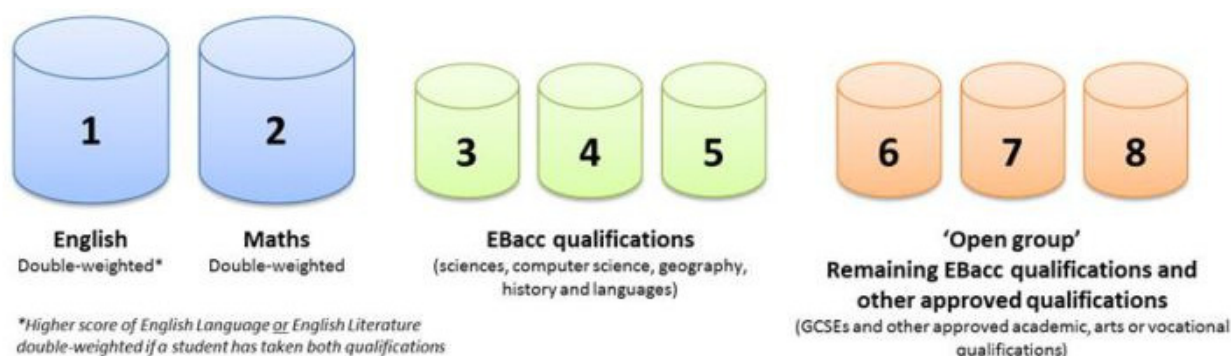 1
2
3
4
5
6
7
8
English
Double-weighted*
Maths
Double-weighted
EBacc qualifications
(sciences, computer science, geography,
history and languages)
'Open group'
Remaining EBacc qualifications and
other approved qualifications
(GCSEs and other approved academic, arts or vocational
qualifications)
*Higher score of English Language or English Literature
double-weighted if a student has taken both qualifications